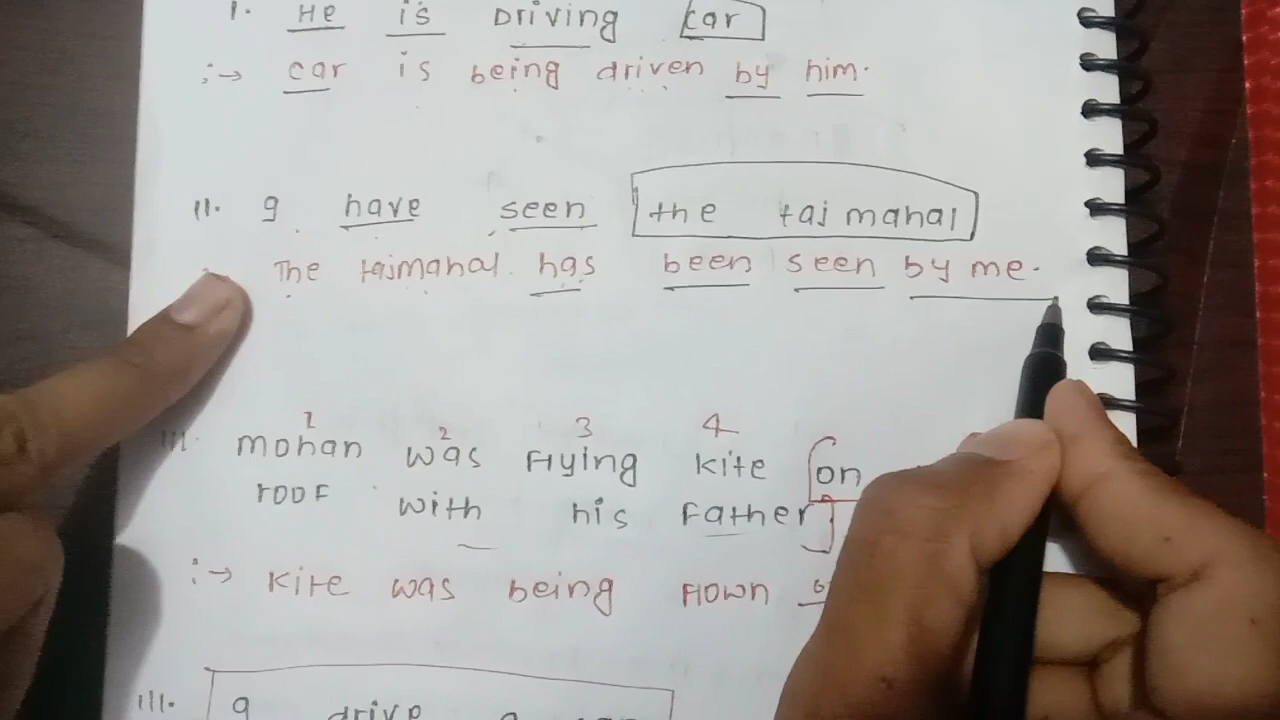 I. He is Driving car
:→ car is being driven by him.
II. I have seen the taj mahal
The tajmahal has been seen by me.
1 2 3 4
III. mohan was Flying kite [on
roof with his Father]
:→ Kite was being Flown
III. I drive a car